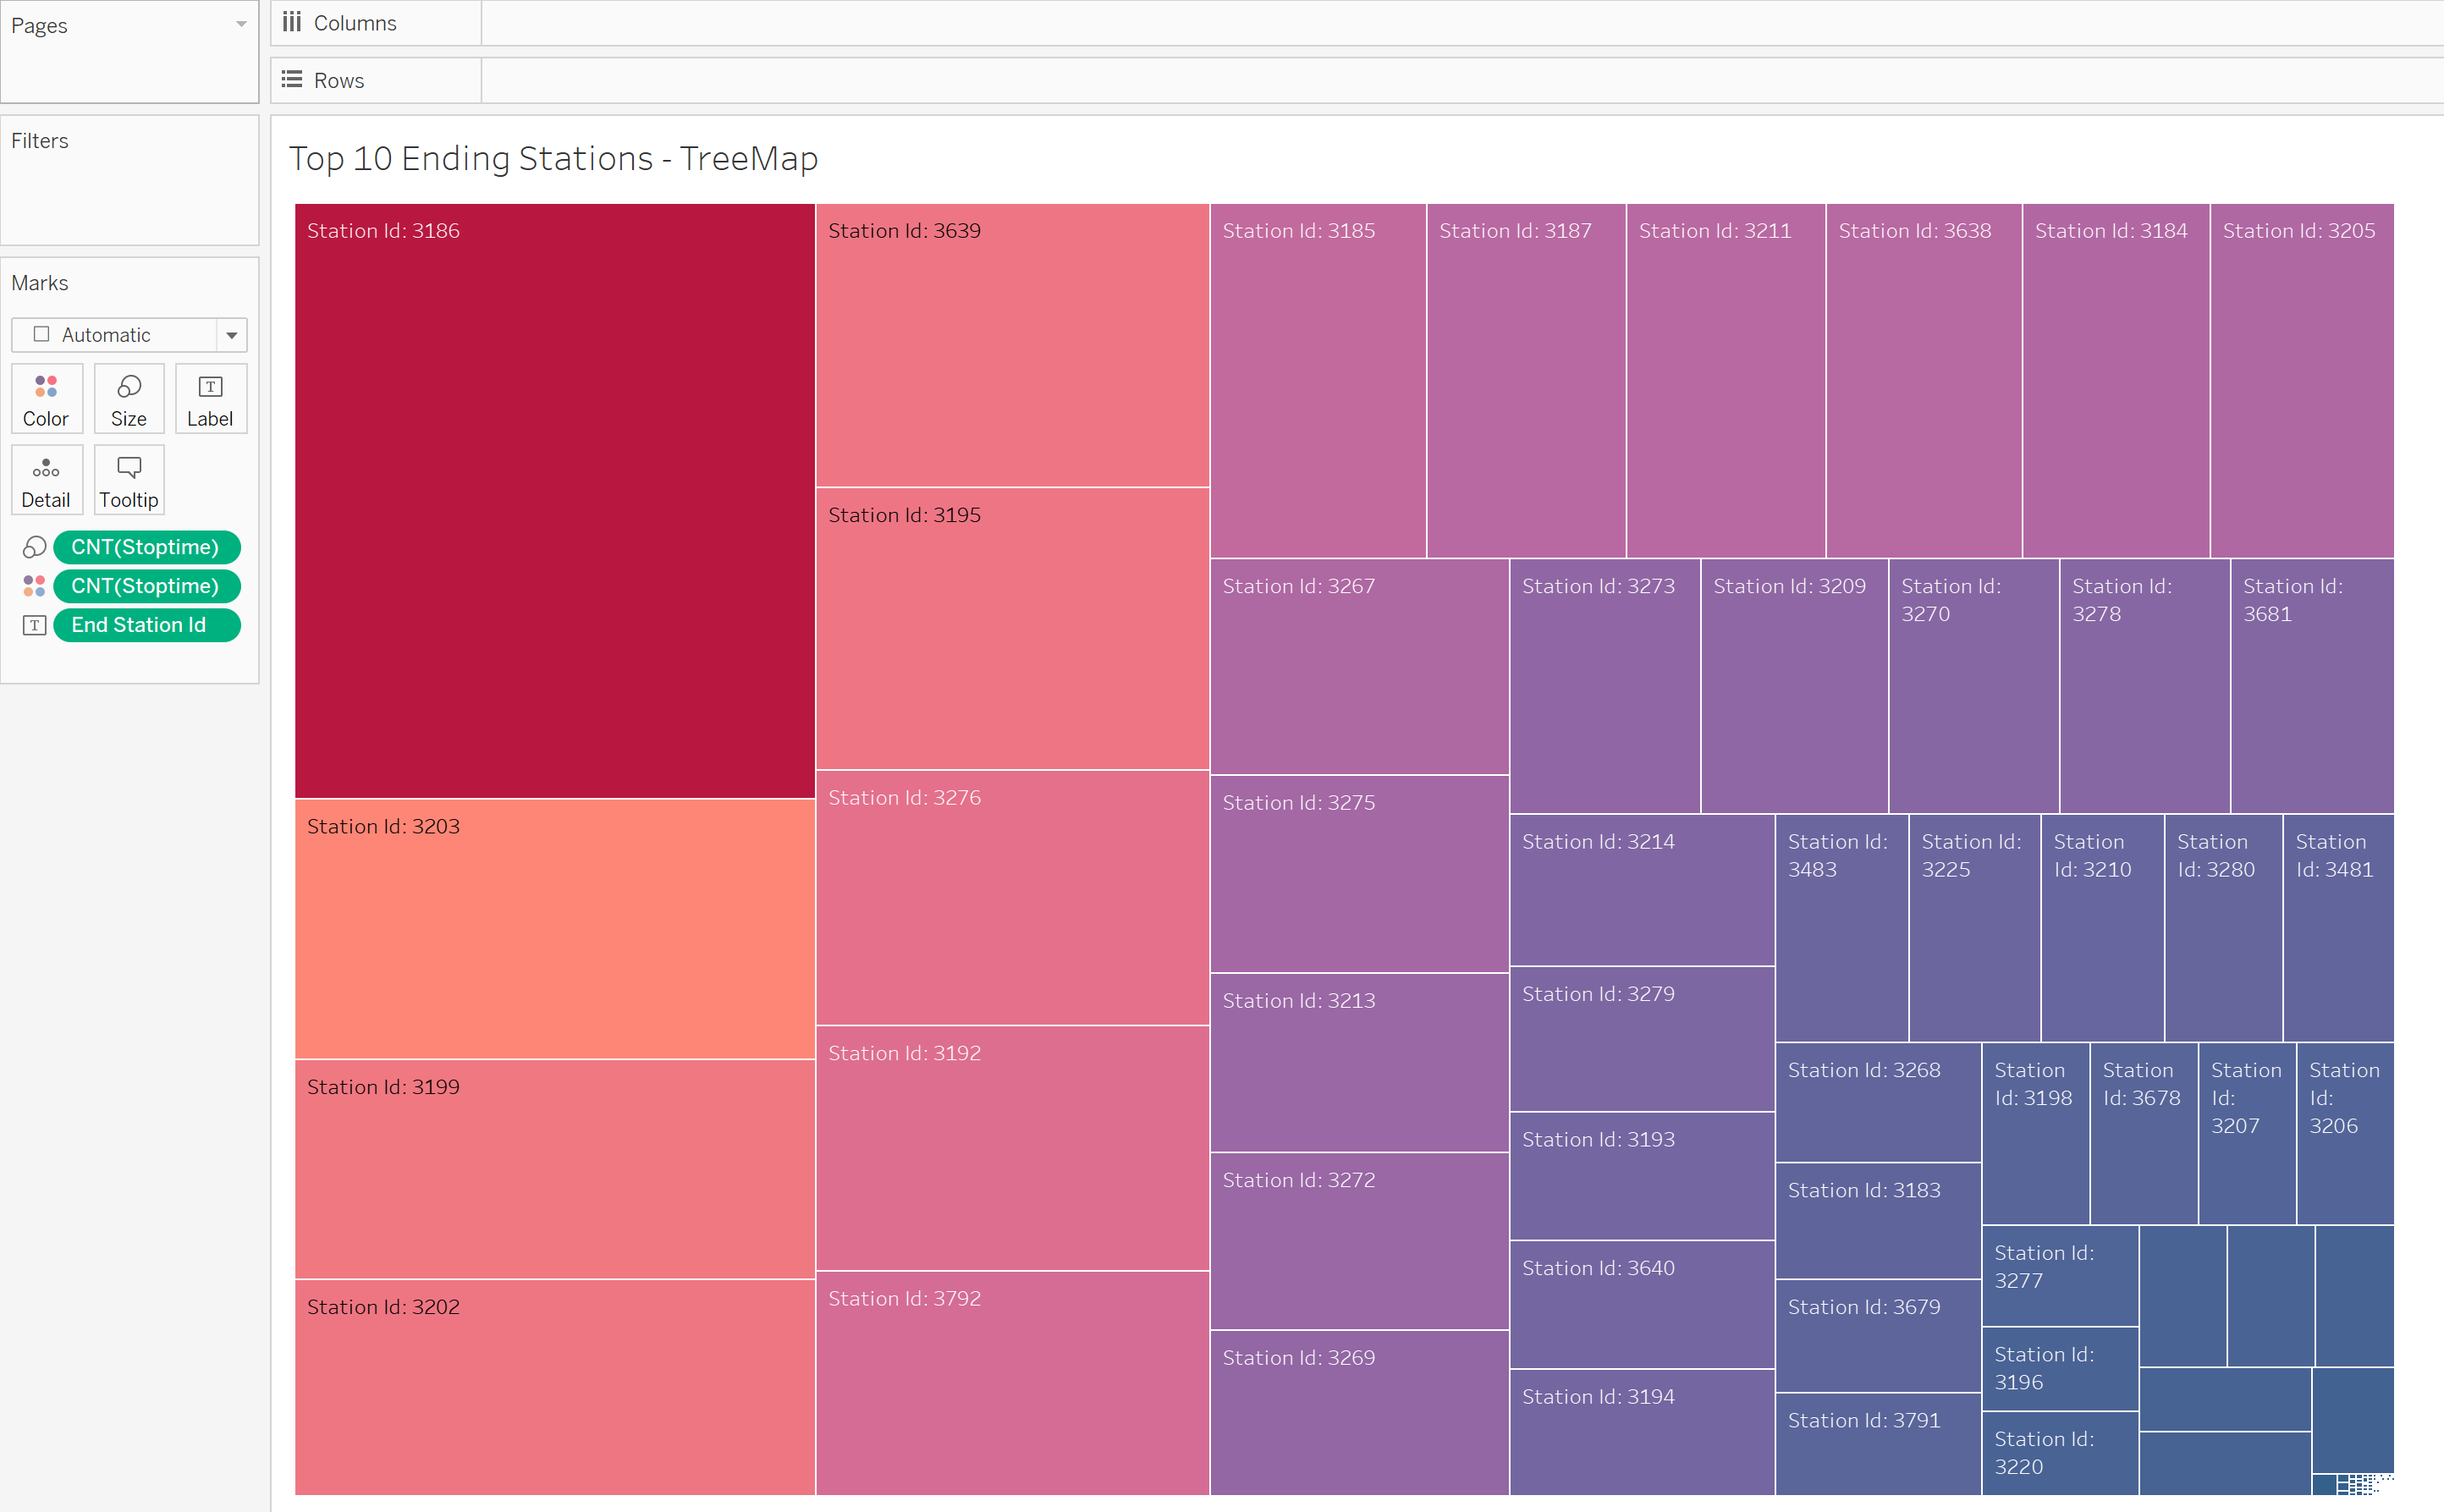 Pages
Columns
Rows
Filters
Marks
Automatic
Color
Size
Label
Detail
Tooltip
CNT(Stoptime)
CNT(Stoptime)
End Station Id
Top 10 Ending Stations - TreeMap
Station Id: 3186
Station Id: 3203
Station Id: 3199
Station Id: 3202
Station Id: 3639
Station Id: 3195
Station Id: 3276
Station Id: 3192
Station Id: 3792
Station Id: 3185
Station Id: 3187
Station Id: 3211
Station Id: 3638
Station Id: 3184
Station Id: 3205
Station Id: 3267
Station Id: 3275
Station Id: 3213
Station Id: 3272
Station Id: 3269
Station Id: 3273
Station Id: 3209
Station Id:
3270
Station Id:
3278
Station Id:
3681
Station Id: 3214
Station Id: 3279
Station Id: 3193
Station Id: 3640
Station Id: 3194
Station Id:
3483
Station Id:
3225
Station
Id: 3210
Station
Id: 3280
Station
Id: 3481
Station Id: 3268
Station Id: 3183
Station Id: 3679
Station Id: 3791
Station
Id: 3198
Station
Id: 3678
Station
Id:
3207
Station
Id:
3206
Station Id:
3277
Station Id:
3196
Station Id:
3220